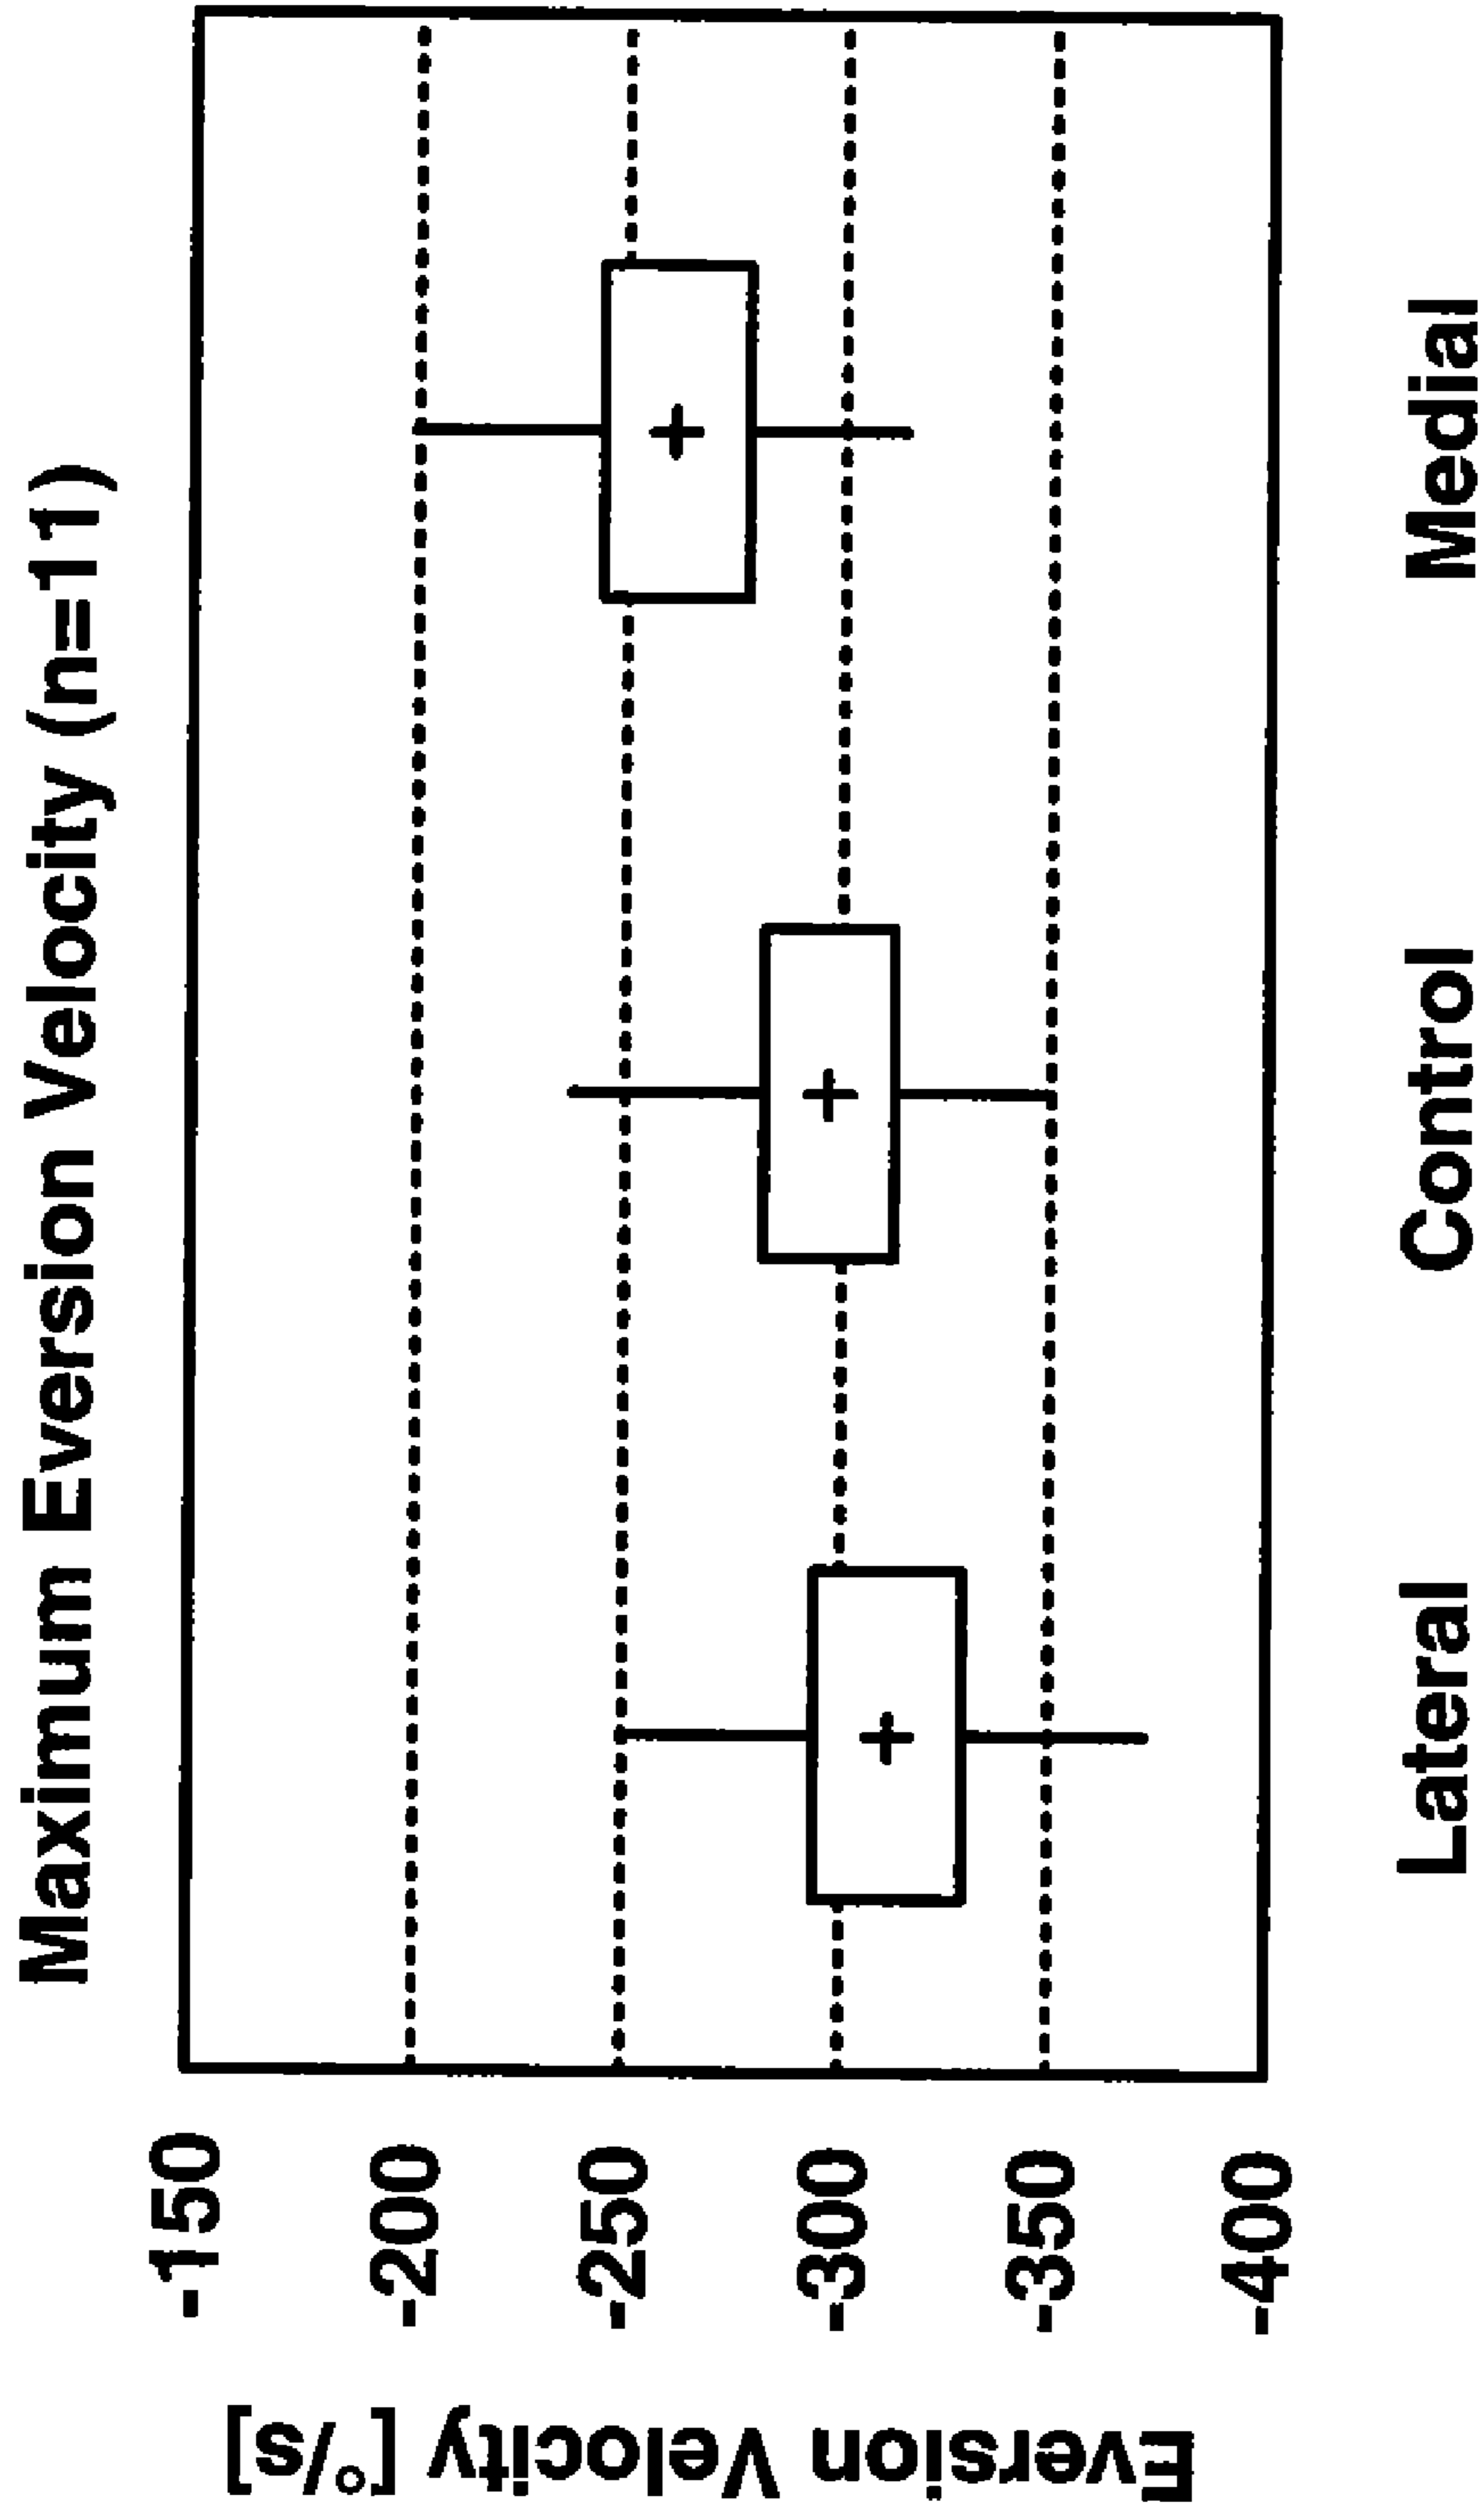 Maximum Eversion Velocity (n=11)
Eversion velocity [°/s]
-150
-200
-250
-300
-350
-400
Lateral Control Medial